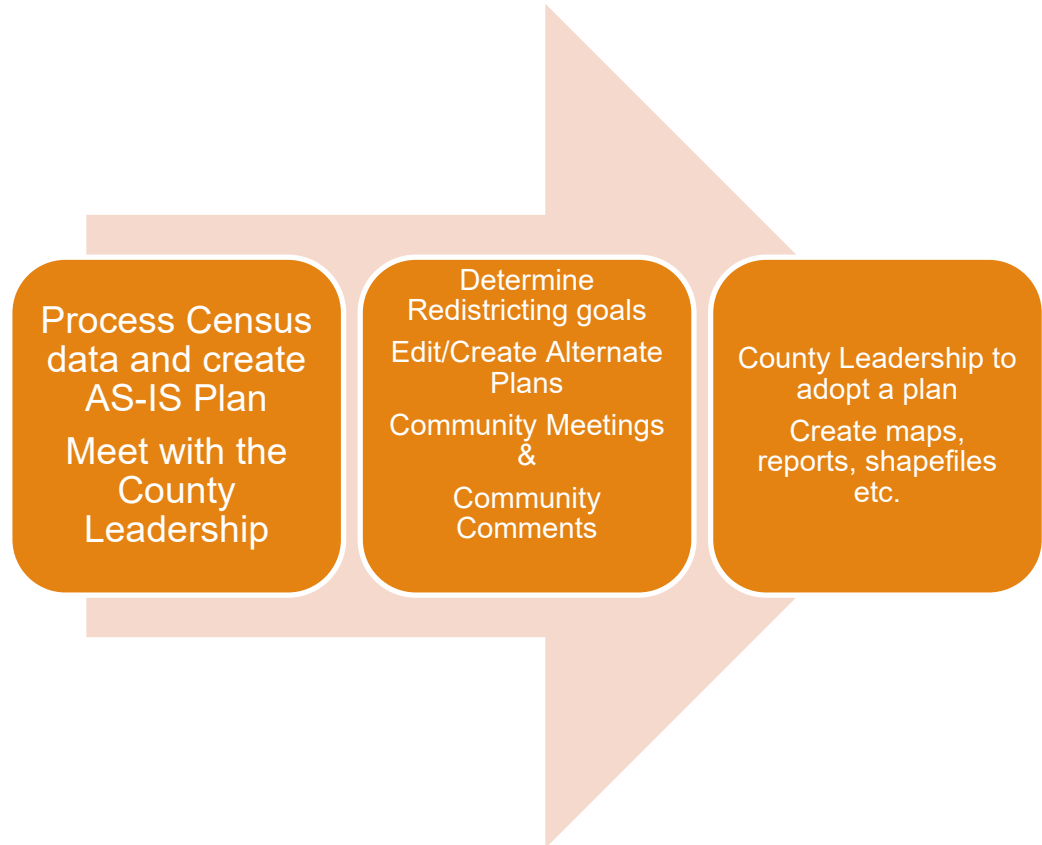 Process Census
data and create
AS-IS Plan
Meet with the
County
Leadership
Determine
Redistricting goals
Edit/Create Alternate
Plans
Community Meetings
&
Community
Comments
County Leadership to
adopt a plan
Create maps,
reports, shapefiles
etc.